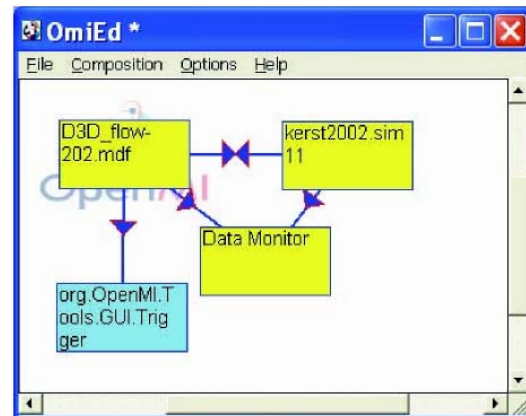 OmiEd *
File Composition Options Help
D3D_flow-
202.mdf
kerst2002.sim
11
OpenMI
Data Monitor
org.OpenMI.T
ools.GUI.Trig
ger